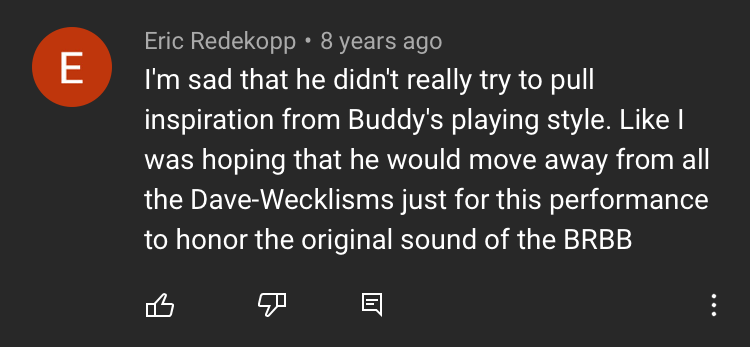 E
Eric Redekopp • 8 years ago
I'm sad that he didn't really try to pull
inspiration from Buddy's playing style. Like I
was hoping that he would move away from all
the Dave-Wecklisms just for this performance
to honor the original sound of the BRBB